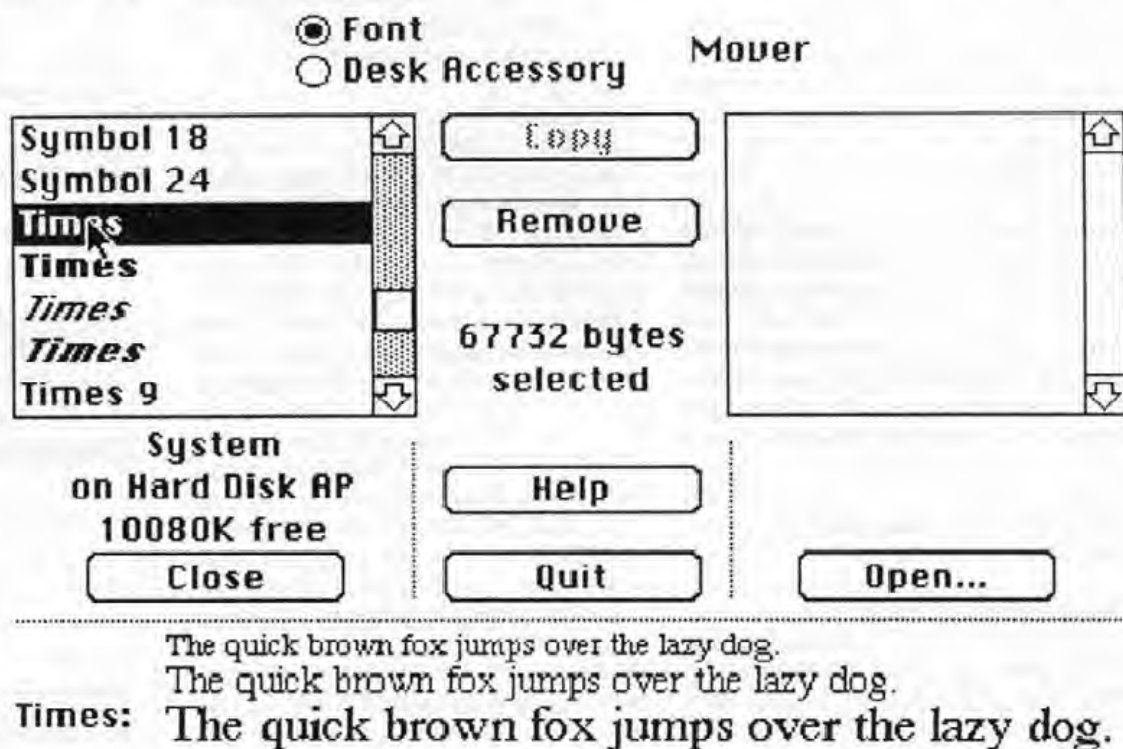 Font
Desk Accessory
Mover
Symbol 18
Symbol 24
Times
Times
Times
Times
Times 9
System
on Hard Disk AP
10080K free
Close
Copy
Remove
67732 bytes
selected
Help
Quit
Open...
Times:
The quick brown fox jumps over the lazy dog.
The quick brown fox jumps over the lazy dog.
The quick brown fox jumps over the lazy dog.